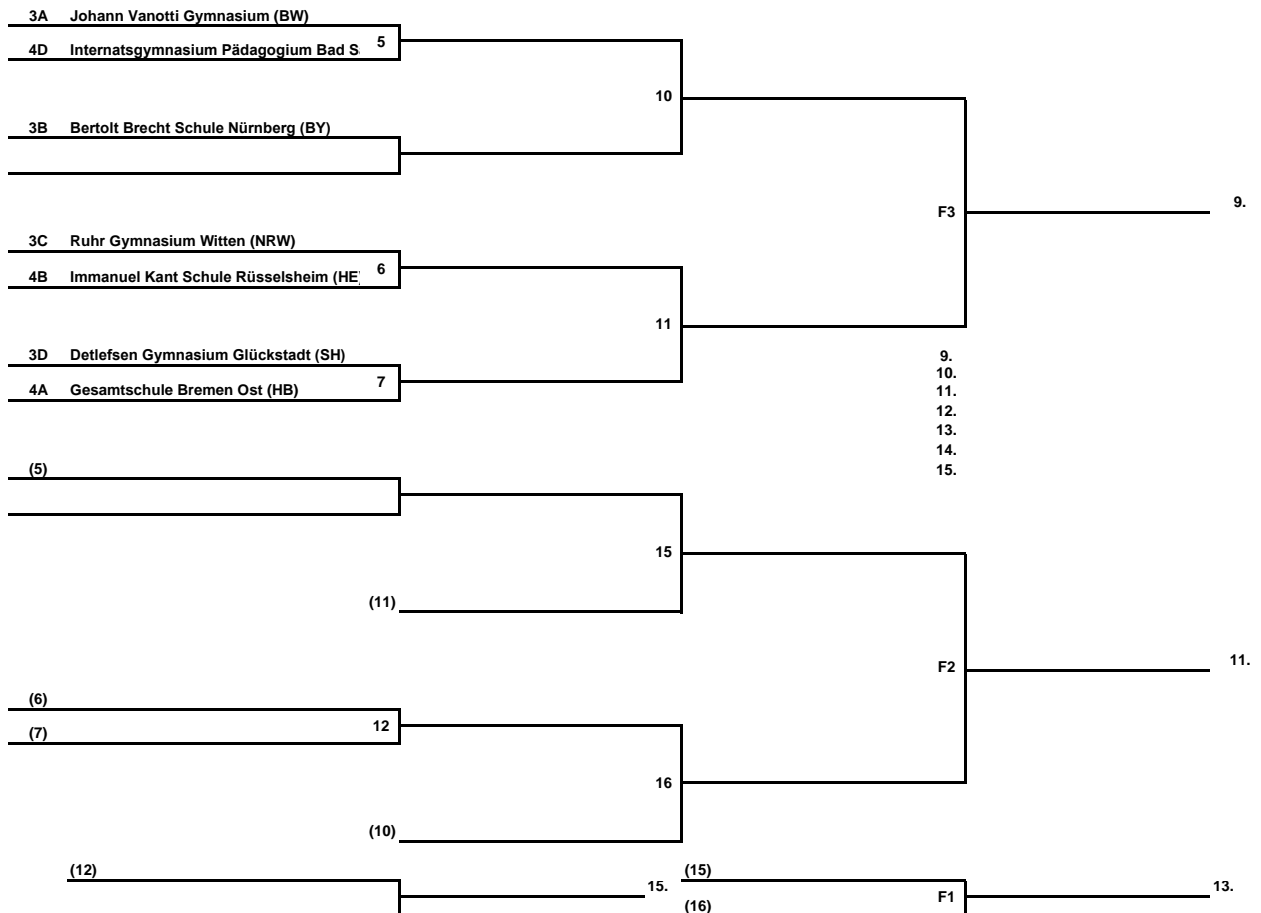 3A Johann Vanotti Gymnasium (BW)
5
4D Internatsgymnasium Pädagogium Bad S
10
3B Bertolt Brecht Schule Nürnberg (BY)
9.
F3
3C Ruhr Gymnasium Witten (NRW)
6
4B Immanuel Kant Schule Rüsselsheim (HE)
11
3D Detlefsen Gymnasium Glückstadt (SH)
7
4A Gesamtschule Bremen Ost (HB)
9.
10.
11.
12.
13.
14.
15.
(5)
15
(11)
F2
11.
(6)
12
(7)
16
(10)
(12)
15.
(15)
F1
13.
(16)